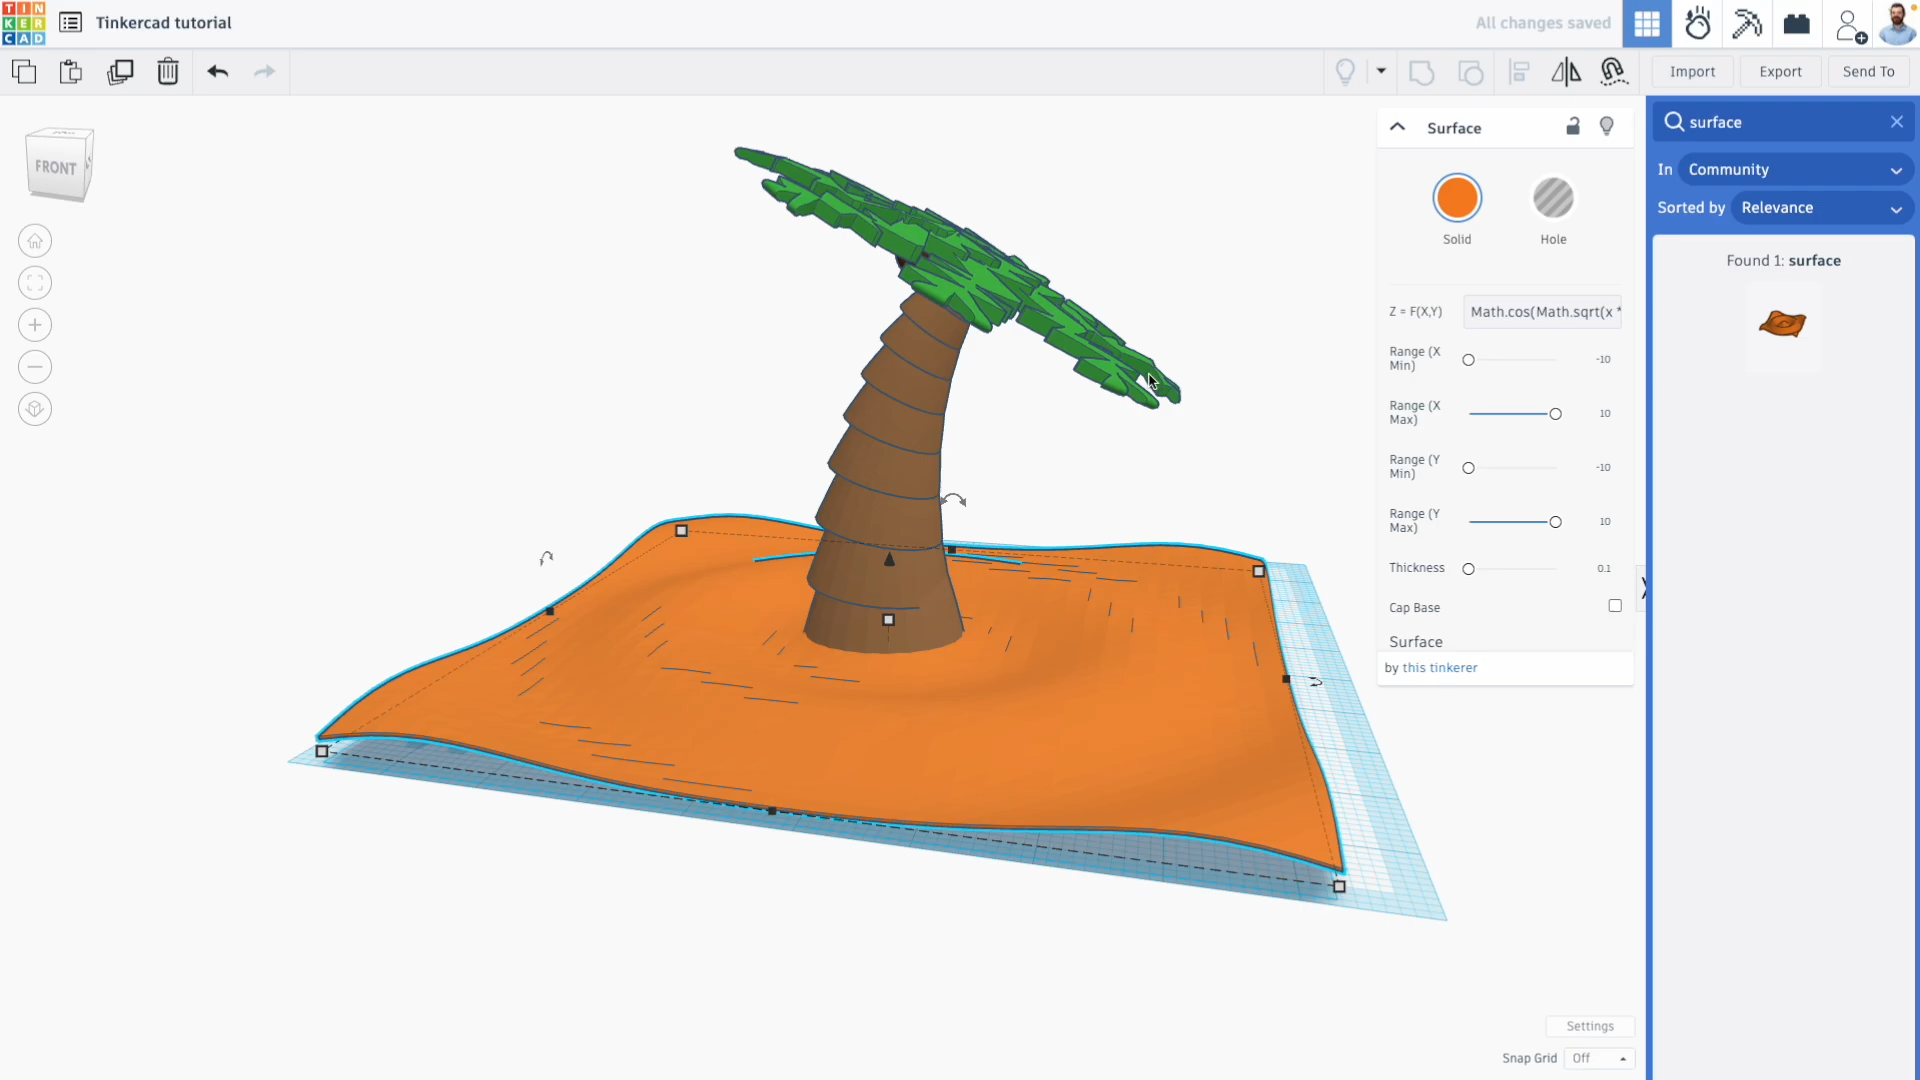 TIN
KER
CAD
Tinkercad tutorial
All changes saved
Import
Export
Send To
FRONT
Surface
Solid
Hole
Z = F(X,Y)
Math.cos(Math.sqrt(x *
Range (X
Min)
-10
Range (X
Max)
10
Range (Y
Min)
-10
Range (Y
Max)
10
Thickness
0.1
Cap Base
Surface
by this tinkerer
surface
In
Community
Sorted by
Relevance
Found 1: surface
Settings
Snap Grid
Off